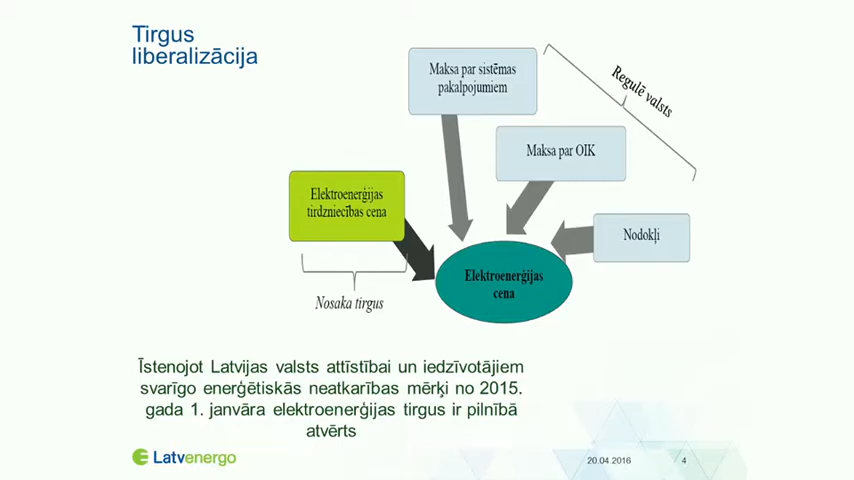 Tirgus
liberalizācija
Maksa par sistēmas
pakalpojumiem
Regulē valsts
Maksa par OIK
Elektroenerģijas
tirdzniecības cena
Nodokļi
Elektroenerģijas
cena
Nosaka tirgus
Īstenojot Latvijas valsts attīstībai un iedzīvotājiem
svarīgo enerģētiskās neatkarības mērķi no 2015.
gada 1. janvāra elektroenerģijas tirgus ir pilnībā
atvērts
Latvenergo
20.04.2016
4